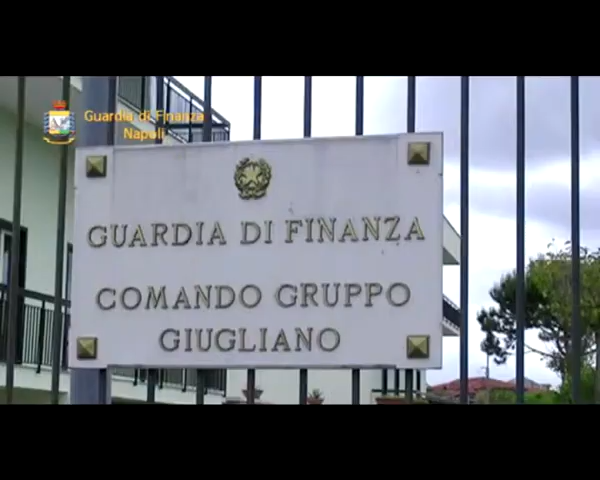 Guardia di Finanza
Napoli
GUARDIA DI FINANZA
COMANDO GRUPPO
GIUGLIANO